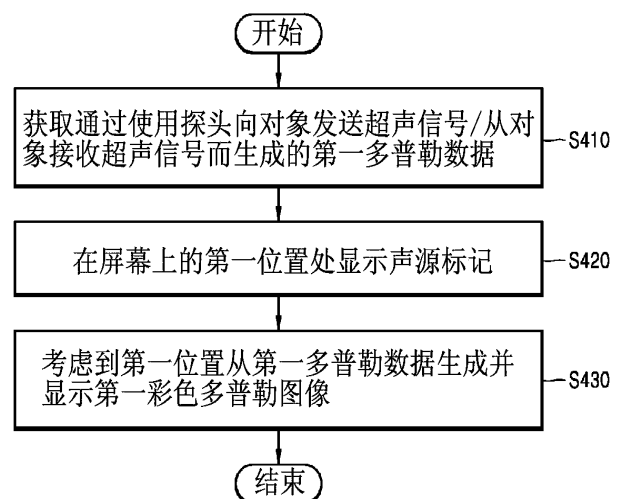 开始
获取通过使用探头向对象发送超声信号/从对
象接收超声信号而生成的第一多普勒数据
S410
在屏幕上的第一位置处显示声源标记
S420
考虑到第一位置从第一多普勒数据生成并
显示第一彩色多普勒图像
S430
结束